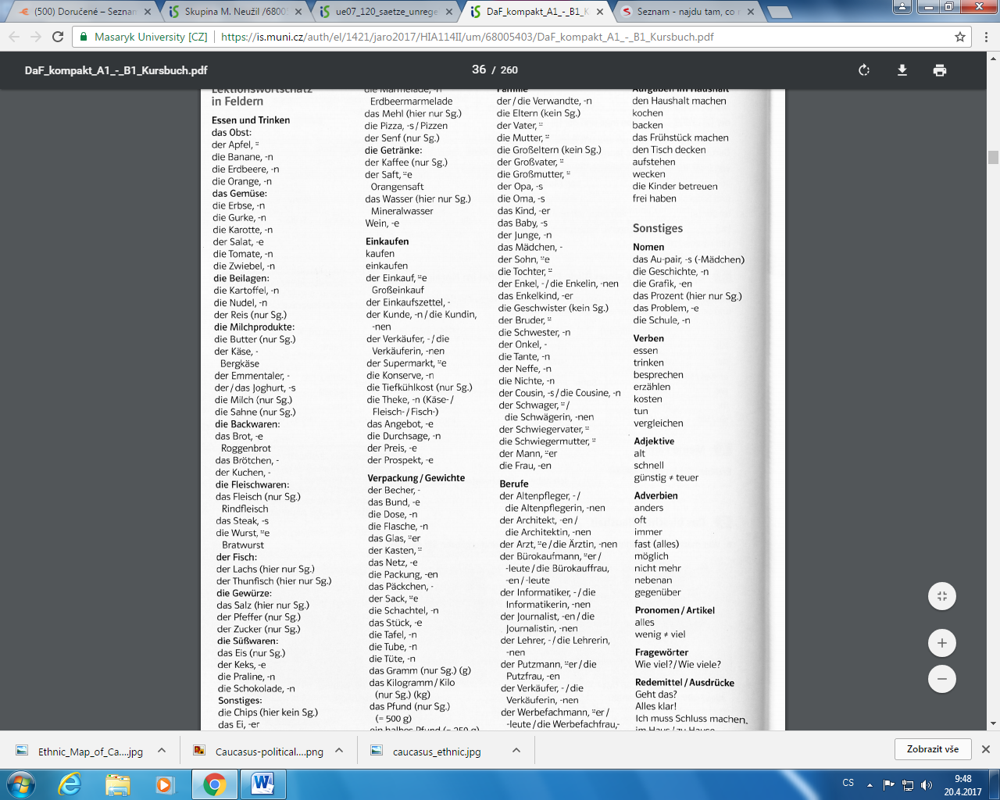 (500) Doručené – Seznam
Skupina M. Neužil /6800
ue07_120_saetze_unrege
DaF_kompakt_A1_-_B1_K
Seznam - najdu tam, co
Masaryk University [CZ]
https://is.muni.cz/auth/el/1421/jaro2017/HIA114II/um/68005403/DaF_kompakt_A1_-_B1_Kursbuch.pdf
DaF_kompakt_A1_-_B1_Kursbuch.pdf
36 / 260
Lektionswortschatz
in Feldern
Essen und Trinken
das Obst:
der Apfel, ⸚
die Banane, -n
die Erdbeere, -n
die Orange, -n
das Gemüse:
die Erbse, -n
die Gurke, -n
die Karotte, -n
der Salat, -e
die Tomate, -n
die Zwiebel, -n
die Beilagen:
die Kartoffel, -n
die Nudel, -n
der Reis (nur Sg.)
die Milchprodukte:
die Butter (nur Sg.)
der Käse, -
Bergkäse
der Emmentaler, -
der / das Joghurt, -s
die Milch (nur Sg.)
die Sahne (nur Sg.)
die Backwaren:
das Brot, -e
Roggenbrot
das Brötchen, -
der Kuchen, -
die Fleischwaren:
das Fleisch (nur Sg.)
Rindfleisch
das Steak, -s
die Wurst, ⸚e
Bratwurst
der Fisch:
der Lachs (hier nur Sg.)
der Thunfisch (hier nur Sg.)
die Gewürze:
das Salz (hier nur Sg.)
der Pfeffer (nur Sg.)
der Zucker (nur Sg.)
die Süßwaren:
das Eis (nur Sg.)
der Keks, -e
die Praline, -n
die Schokolade, -n
Sonstiges:
die Chips (hier kein Sg.)
das Ei, -er
die Marmelade, -n
Erdbeermarmelade
das Mehl (hier nur Sg.)
die Pizza, -s / Pizzen
der Senf (nur Sg.)
die Getränke:
der Kaffee (nur Sg.)
der Saft, ⸚e
Orangensaft
das Wasser (hier nur Sg.)
Mineralwasser
Wein, -e
Einkaufen
kaufen
einkaufen
der Einkauf, ⸚e
Großeinkauf
der Einkaufszettel, -
der Kunde, -n / die Kundin,
-nen
der Verkäufer, - / die
Verkäuferin, -nen
der Supermarkt, ⸚e
die Konserve, -n
die Tiefkühlkost (nur Sg.)
die Theke, -n (Käse- /
Fleisch- / Fisch-)
das Angebot, -e
die Durchsage, -n
der Preis, -e
der Prospekt, -e
Verpackung / Gewichte
der Becher, -
das Bund, -e
die Dose, -n
die Flasche, -n
das Glas, ⸚er
der Kasten, ⸚
das Netz, -e
die Packung, -en
das Päckchen, -
der Sack, ⸚e
die Schachtel, -n
das Stück, -e
die Tafel, -n
die Tube, -n
die Tüte, -n
das Gramm (nur Sg.) (g)
das Kilogramm / Kilo
(nur Sg.) (kg)
das Pfund (nur Sg.)
(= 500 g)
ein halbes Pfund (= 250 g)
Familie
der / die Verwandte, -n
die Eltern (kein Sg.)
der Vater, ⸚
die Mutter, ⸚
die Großeltern (kein Sg.)
der Großvater, ⸚
die Großmutter, ⸚
der Opa, -s
die Oma, -s
das Kind, -er
das Baby, -s
der Junge, -n
das Mädchen, -
der Sohn, ⸚e
die Tochter, ⸚
der Enkel, - / die Enkelin, -nen
das Enkelkind, -er
die Geschwister (kein Sg.)
der Bruder, ⸚
die Schwester, -n
der Onkel, -
die Tante, -n
der Neffe, -n
die Nichte, -n
der Cousin, -s / die Cousine, -n
der Schwager, ⸚ /
die Schwägerin, -nen
der Schwiegervater, ⸚
die Schwiegermutter, ⸚
der Mann, ⸚er
die Frau, -en
Berufe
der Altenpfleger, - /
die Altenpflegerin, -nen
der Architekt, -en /
die Architektin, -nen
der Arzt, ⸚e / die Ärztin, -nen
der Bürokaufmann, ⸚er /
-leute / die Bürokauffrau,
-en / -leute
der Informatiker, - / die
Informatikerin, -nen
der Journalist, -en / die
Journalistin, -nen
der Lehrer, - / die Lehrerin,
-nen
der Putzmann, ⸚er / die
Putzfrau, -en
der Verkäufer, - / die
Verkäuferin, -nen
der Werbefachmann, ⸚er /
-leute / die Werbefachfrau,-
Aufgaben im Haushalt
den Haushalt machen
kochen
backen
das Frühstück machen
den Tisch decken
aufstehen
wecken
die Kinder betreuen
frei haben
Sonstiges
Nomen
das Au-pair, -s (-Mädchen)
die Geschichte, -n
die Grafik, -en
das Prozent (hier nur Sg.)
das Problem, -e
die Schule, -n
Verben
essen
trinken
besprechen
erzählen
kosten
tun
vergleichen
Adjektive
alt
schnell
günstig ≠ teuer
Adverbien
anders
oft
immer
fast (alles)
möglich
nicht mehr
nebenan
gegenüber
Pronomen / Artikel
alles
wenig ≠ viel
Fragewörter
Wie viel? / Wie viele?
Redemittel / Ausdrücke
Geht das?
Alles klar!
Ich muss Schluss machen.
im Haus / zu Hause
Ethnic_Map_of_Ca....jpg
Caucasus-political....png
caucasus_ethnic.jpg
Zobrazit vše
CS
9:48
20.4.2017